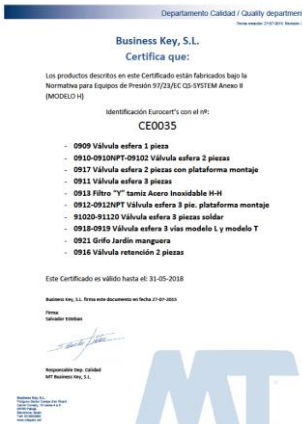 Departamento Calidad / Quality department
Business Key, S.L.
Certifica que:
Los productos descritos en este Certificado están fabricados bajo la
Normativa para Equipos de Presión 97/23/EC QS-SYSTEM Anexo II
(MODELO H)
Identificación Eurocert's con el nº:
CE0035
- 0909 Válvula esfera 1 pieza
- 0910-0910NPT-09102 Válvula esfera 2 piezas
- 0917 Válvula esfera 2 piezas con plataforma montaje
- 0911 Válvula esfera 3 piezas
- 0913 Filtro "Y" tamiz Acero Inoxidable H-H
- 0912-0912NPT Válvula esfera 3 pie. plataforma montaje
- 91020-91120 Válvula esfera 3 piezas soldar
- 0918-0919 Válvula esfera 3 vías modelo L y modelo T
- 0921 Grifo Jardín manguera
- 0916 Válvula retención 2 piezas
Este Certificado es válido hasta el: 31-05-2018
Business Key, S.L. firma este documento en fecha 27-07-2015
Firma:
Salvador Esteban
Responsable Dep. Calidad
MT Business Key, S.L.
Business Key, S.L.
MT